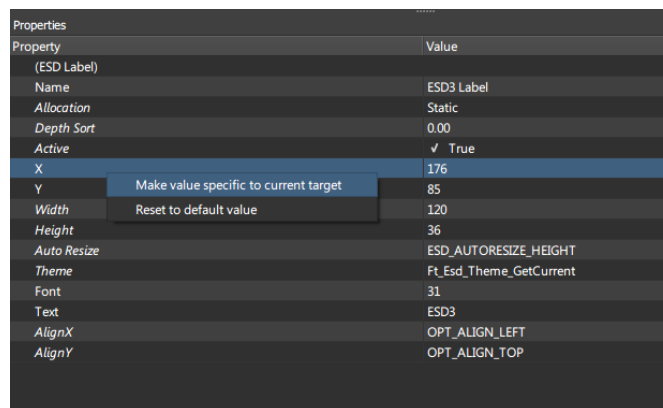 Properties
Property Value
(ESD Label)
Name ESD3 Label
Allocation Static
Depth Sort 0.00
Active ✓ True
X 176
Make value specific to current target
Y 85
Reset to default value
Width 120
Height 36
Auto Resize ESD_AUTORESIZE_HEIGHT
Theme Ft_Esd_Theme_GetCurrent
Font 31
Text ESD3
AlignX OPT_ALIGN_LEFT
AlignY OPT_ALIGN_TOP